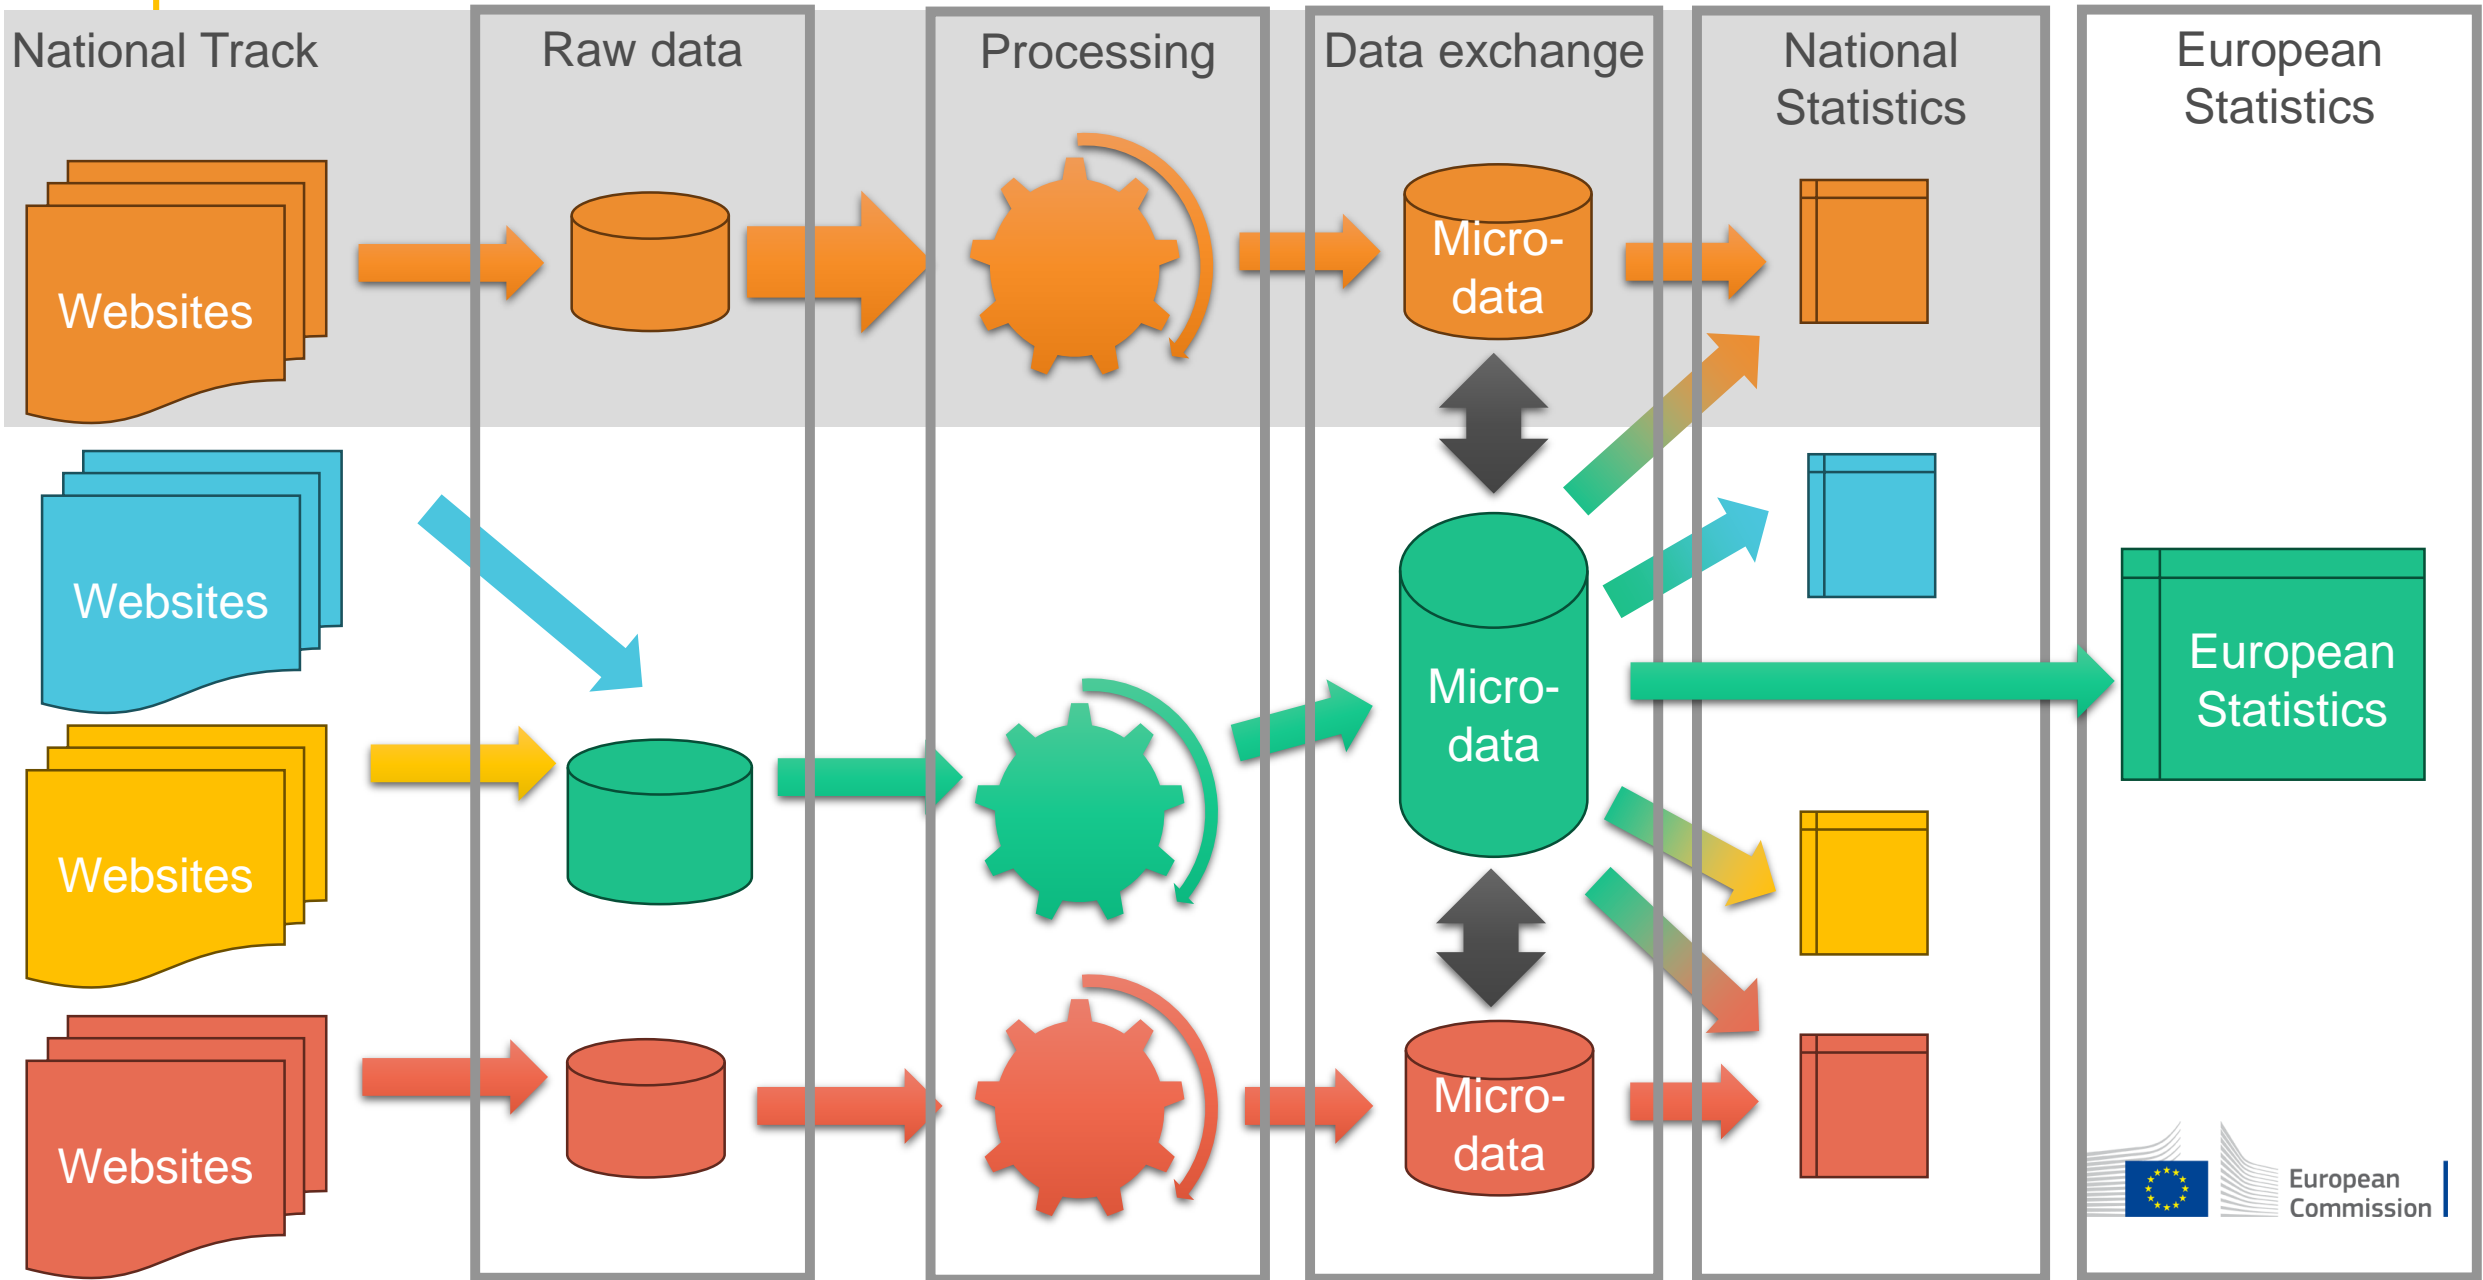 National Track
Raw data
Processing
Data exchange
National
Statistics
European
Statistics
Websites
Micro-
data
Websites
Micro-
data
European
Statistics
Websites
Websites
Micro-
data
European
Commission